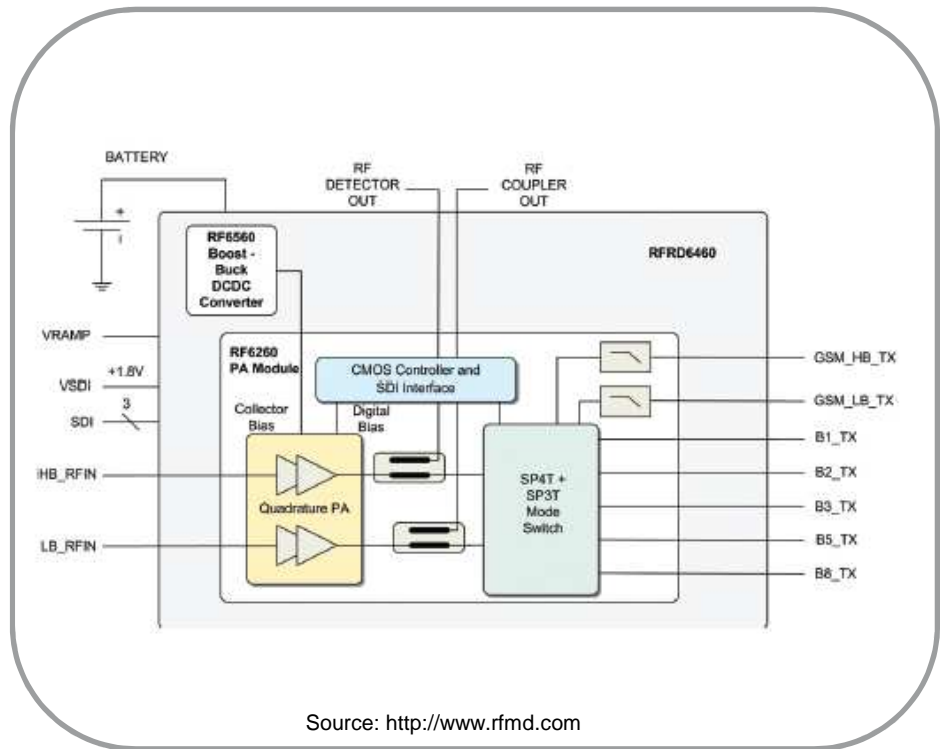 BATTERY
+
RF
DETECTOR
OUT
RF
COUPLER
OUT
RF6560
Boost -
Buck
DCDC
Converter
RFRD6460
VRAMP
+1.8V
VSDI
3
SDI
HB_RFIN
LB_RFIN
RF6260
PA Module
CMOS Controller and
SDI Interface
Collector
Bias
Digital
Bias
Quadrature PA
SP4T +
SP3T
Mode
Switch
GSM_HB_TX
GSM_LB_TX
B1_TX
B2_TX
B3_TX
B5_TX
B8_TX
Source: http://www.rfmd.com